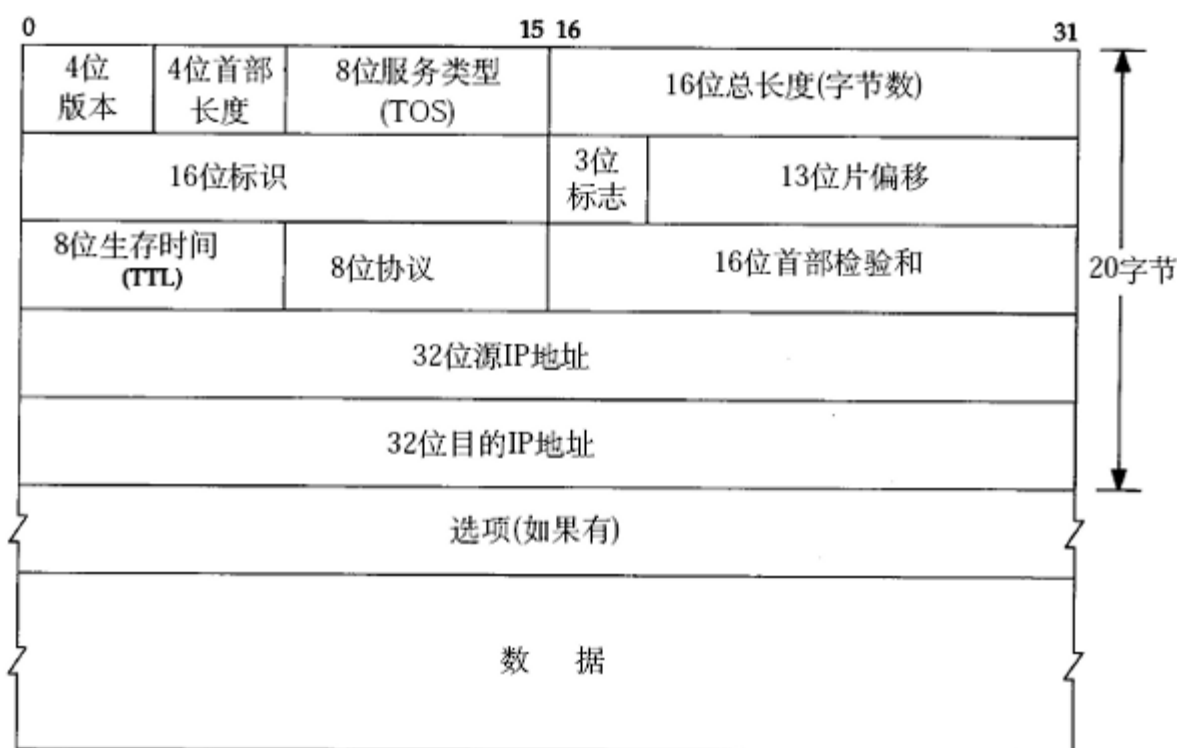 0 15 16 31
4位 版本
4位首部 长度
8位服务类型 (TOS)
16位总长度(字节数)
16位标识
3位 标志
13位片偏移
8位生存时间 (TTL)
8位协议
16位首部检验和
20字节
32位源IP地址
32位目的IP地址
选项(如果有)
数 据